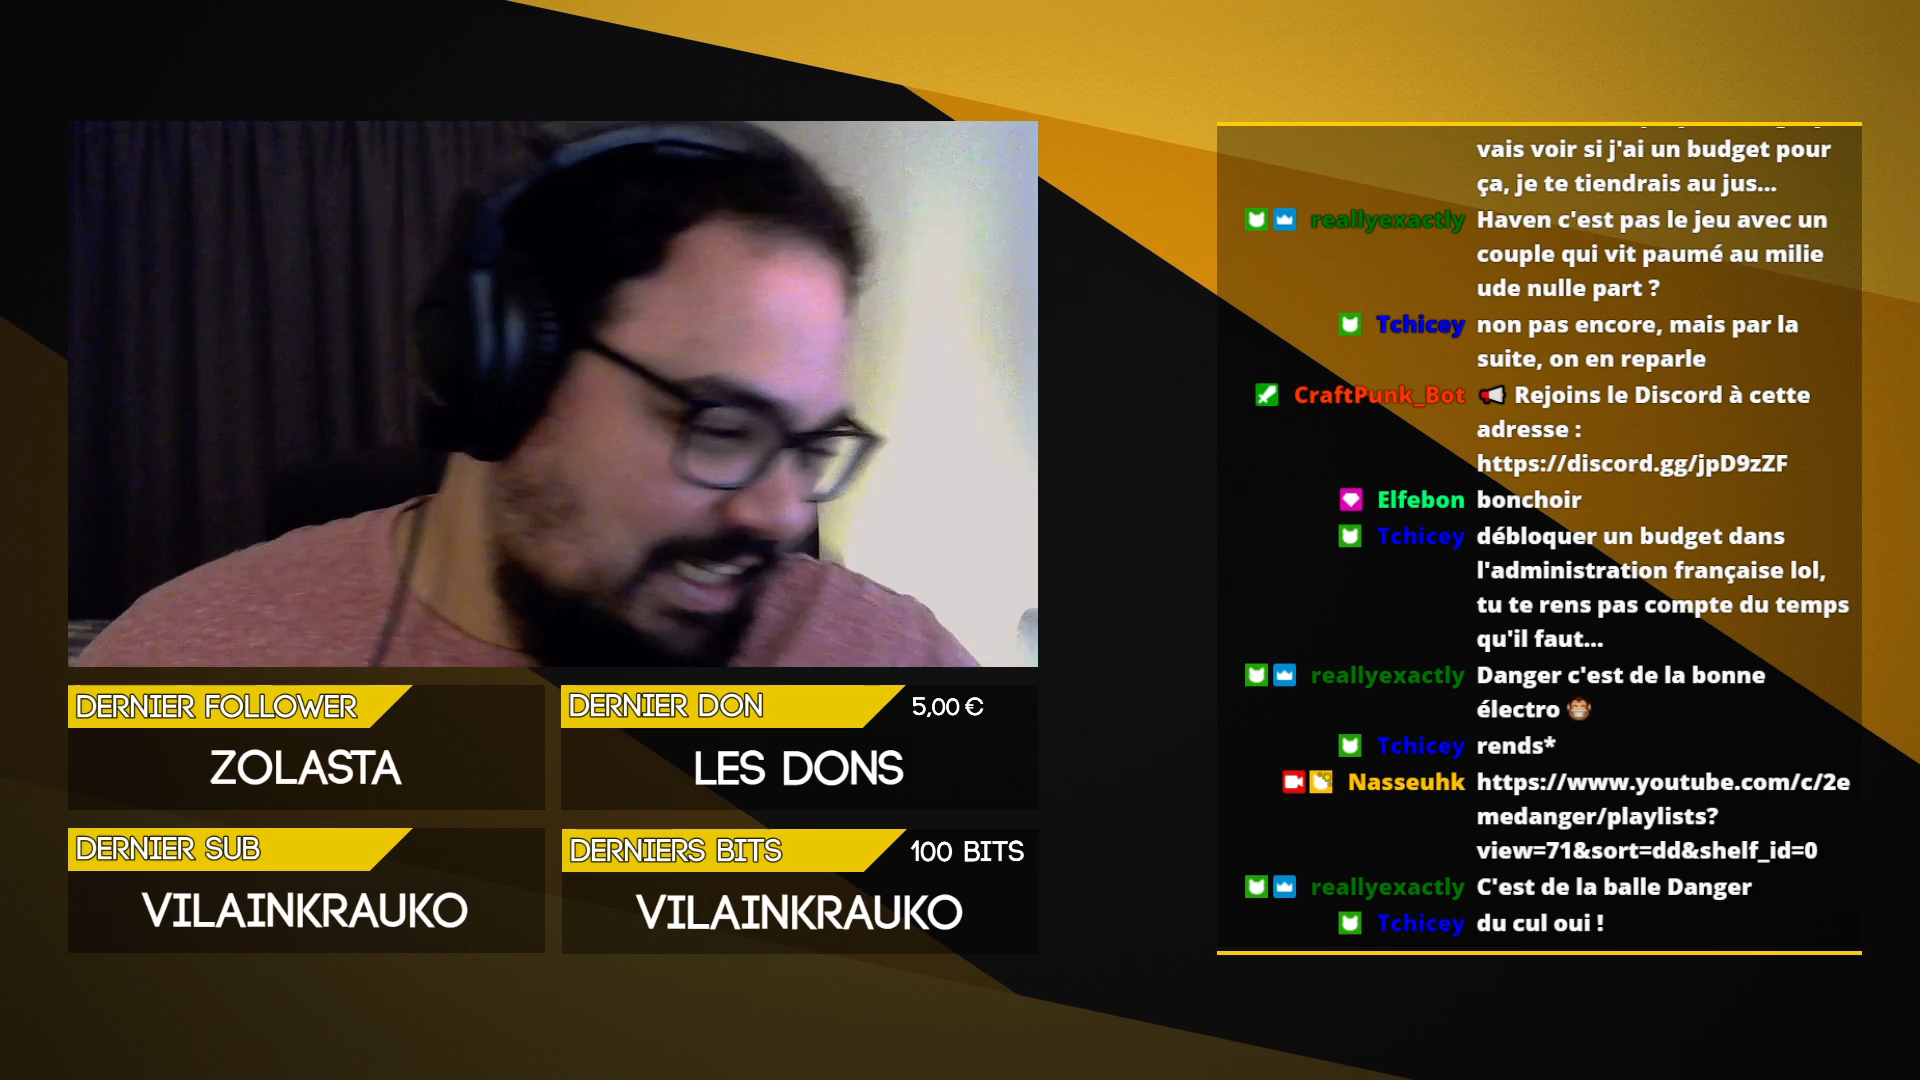 DERNIER FOLLOWER
ZOLASTA
DERNIER DON 5,00 €
LES DONS
DERNIER SUB
VILAINKRAUKO
DERNIERS BITS 100 BITS
VILAINKRAUKO
vais voir si j'ai un budget pour
ça, je te tiendrais au jus...
reallyexactly Haven c'est pas le jeu avec un
couple qui vit paumé au milie
ude nulle part ?
Tchicey non pas encore, mais par la
suite, on en reparle
CraftPunk_Bot Rejoins le Discord à cette
adresse :
https://discord.gg/jpD9zZF
Elfebon bonchoir
Tchicey débloquer un budget dans
l'administration française lol,
tu te rens pas compte du temps
qu'il faut...
reallyexactly Danger c'est de la bonne
électro
Tchicey rends*
Nasseuhk https://www.youtube.com/c/2e
medanger/playlists?
view=71&sort=dd&shelf_id=0
reallyexactly C'est de la balle Danger
Tchicey du cul oui !